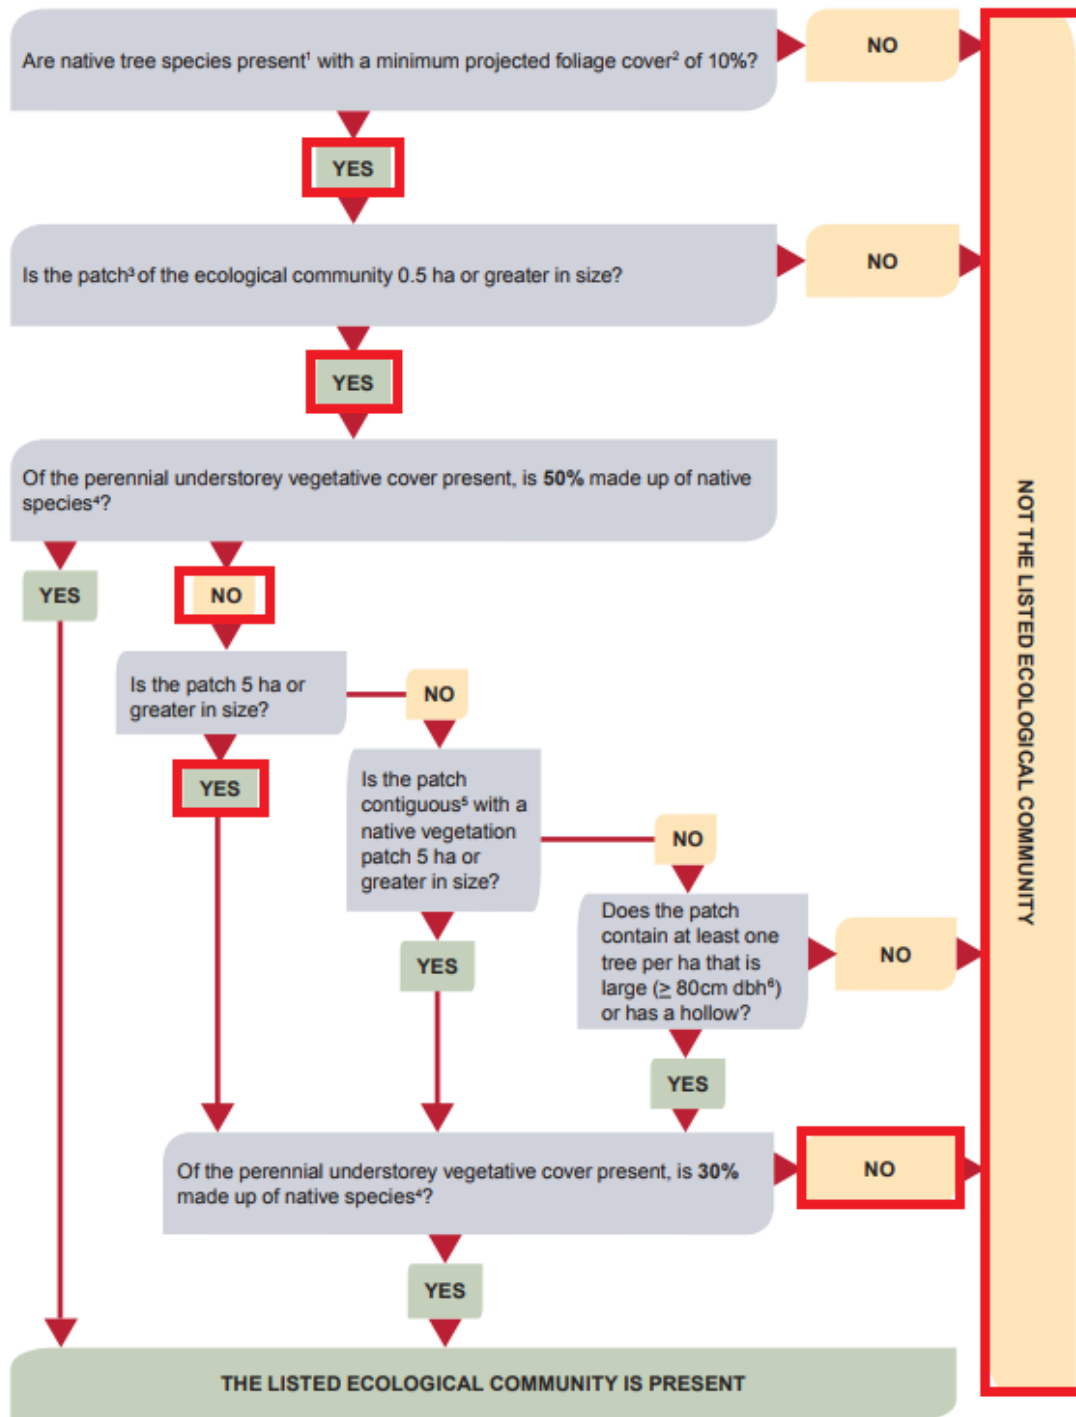 Are native tree species present¹ with a minimum projected foliage cover² of 10%?
NO
YES
Is the patch³ of the ecological community 0.5 ha or greater in size?
NO
YES
Of the perennial understorey vegetative cover present, is 50% made up of native
species⁴?
YES
NO
Is the patch 5 ha or
greater in size?
NO
YES
Is the patch
contiguous⁵ with a
native vegetation
patch 5 ha or
greater in size?
NO
YES
Does the patch
contain at least one
tree per ha that is
large (≥ 80cm dbh⁶)
or has a hollow?
NO
YES
Of the perennial understorey vegetative cover present, is 30%
made up of native species⁴?
NO
YES
THE LISTED ECOLOGICAL COMMUNITY IS PRESENT
NOT THE LISTED ECOLOGICAL COMMUNITY